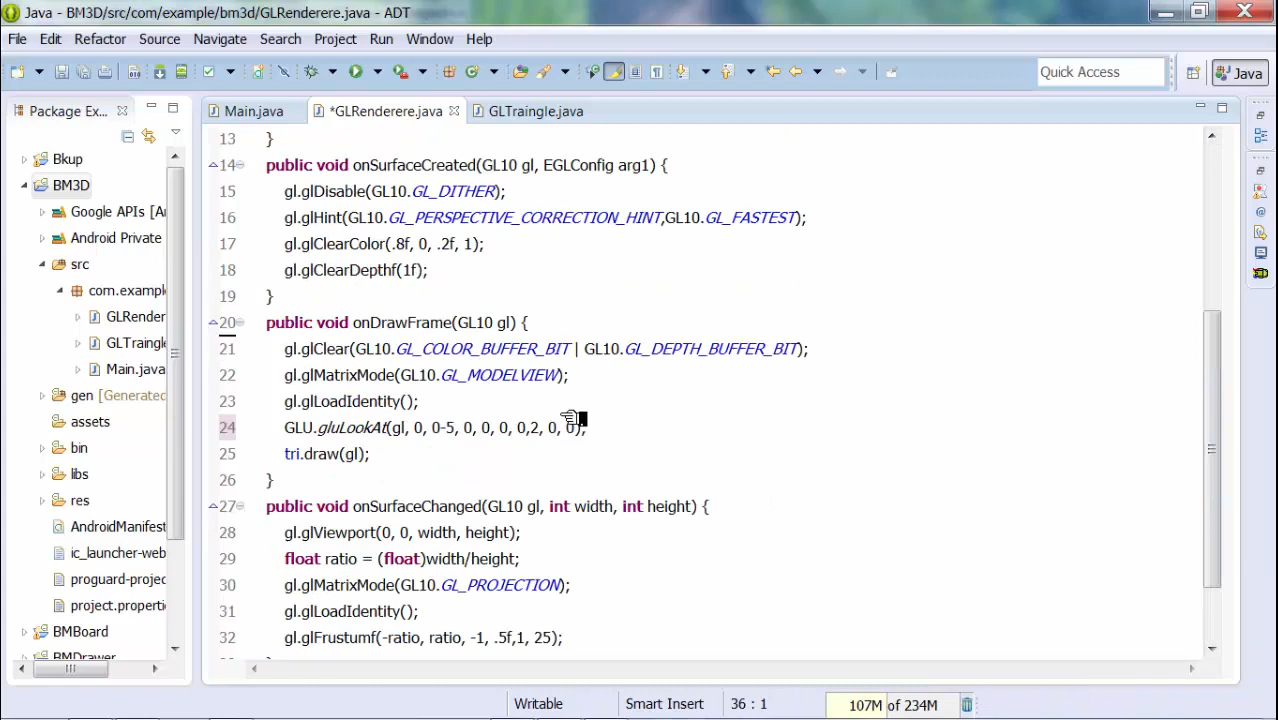 Java - BM3D/src/com/example/bm3d/GLRenderere.java - ADT
File Edit Refactor Source Navigate Search Project Run Window Help
Quick Access
Java
Package Ex...
Main.java
*GLRenderere.java
GLTraingle.java
Bkup
BM3D
Google APIs [A
Android Private
src
com.example
GLRender
GLTraingl
Main.java
gen [Generated
assets
bin
libs
res
AndroidManifest
ic_launcher-web
proguard-projec
project.properti
BMBoard
BMDrawer
13 }
14 public void onSurfaceCreated(GL10 gl, EGLConfig arg1) {
15 gl.glDisable(GL10.GL_DITHER);
16 gl.glHint(GL10.GL_PERSPECTIVE_CORRECTION_HINT,GL10.GL_FASTEST);
17 gl.glClearColor(.8f, 0, .2f, 1);
18 gl.glClearDepthf(1f);
19 }
20 public void onDrawFrame(GL10 gl) {
21 gl.glClear(GL10.GL_COLOR_BUFFER_BIT | GL10.GL_DEPTH_BUFFER_BIT);
22 gl.glMatrixMode(GL10.GL_MODELVIEW);
23 gl.glLoadIdentity();
24 GLU.gluLookAt(gl, 0, 0-5, 0, 0, 0, 0,2, 0, 0);
25 tri.draw(gl);
26 }
27 public void onSurfaceChanged(GL10 gl, int width, int height) {
28 gl.glViewport(0, 0, width, height);
29 float ratio = (float)width/height;
30 gl.glMatrixMode(GL10.GL_PROJECTION);
31 gl.glLoadIdentity();
32 gl.glFrustumf(-ratio, ratio, -1, .5f,1, 25);
Writable
Smart Insert
36 : 1
107M of 234M